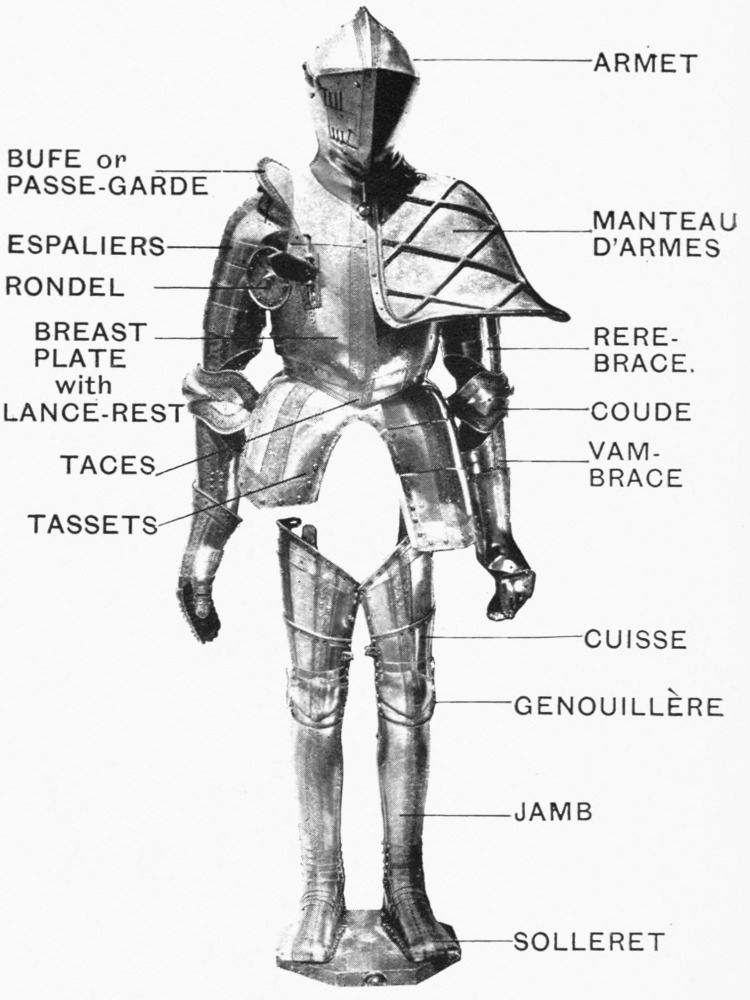 ARMET
BUFE or
PASSE-GARDE
MANTEAU
D'ARMES
ESPALIERS
RONDEL
BREAST
PLATE
with
LANCE-REST
RERE-
BRACE.
COUDE
TACES
VAM-
BRACE
TASSETS
CUISSE
GENOUILLÈRE
JAMB
SOLLERET